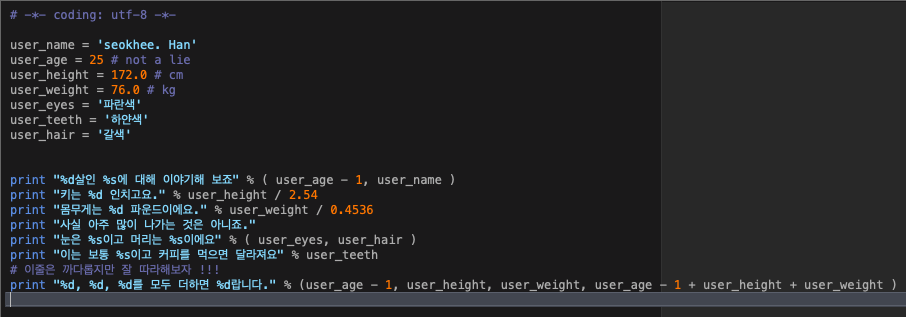 # -*- coding: utf-8 -*-
user_name = 'seokhee. Han'
user_age = 25 # not a lie
user_height = 172.0 # cm
user_weight = 76.0 # kg
user_eyes = '파란색'
user_teeth = '하얀색'
user_hair = '갈색'
print "%d살인 %s에 대해 이야기해 보죠" % ( user_age - 1, user_name )
print "키는 %d 인치고요." % user_height / 2.54
print "몸무게는 %d 파운드이에요." % user_weight / 0.4536
print "사실 아주 많이 나가는 것은 아니죠."
print "눈은 %s이고 머리는 %s이에요" % ( user_eyes, user_hair )
print "이는 보통 %s이고 커피를 먹으면 달라져요" % user_teeth
# 이줄은 까다롭지만 잘 따라해보자 !!!
print "%d, %d, %d를 모두 더하면 %d랍니다." % (user_age - 1, user_height, user_weight, user_age - 1 + user_height + user_weight )